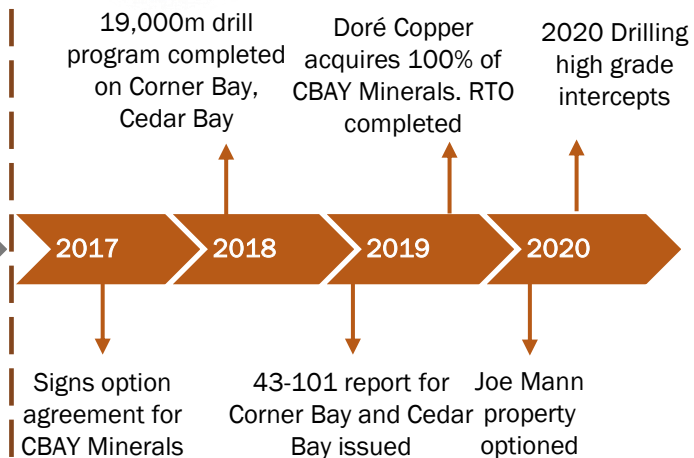 19,000m drill
program completed
on Corner Bay,
Cedar Bay
Doré Copper
acquires 100% of
CBAY Minerals. RTO
completed
2020 Drilling
high grade
intercepts
2017
2018
2019
2020
Signs option
agreement for
CBAY Minerals
43-101 report for
Corner Bay and Cedar
Bay issued
Joe Mann
property
optioned